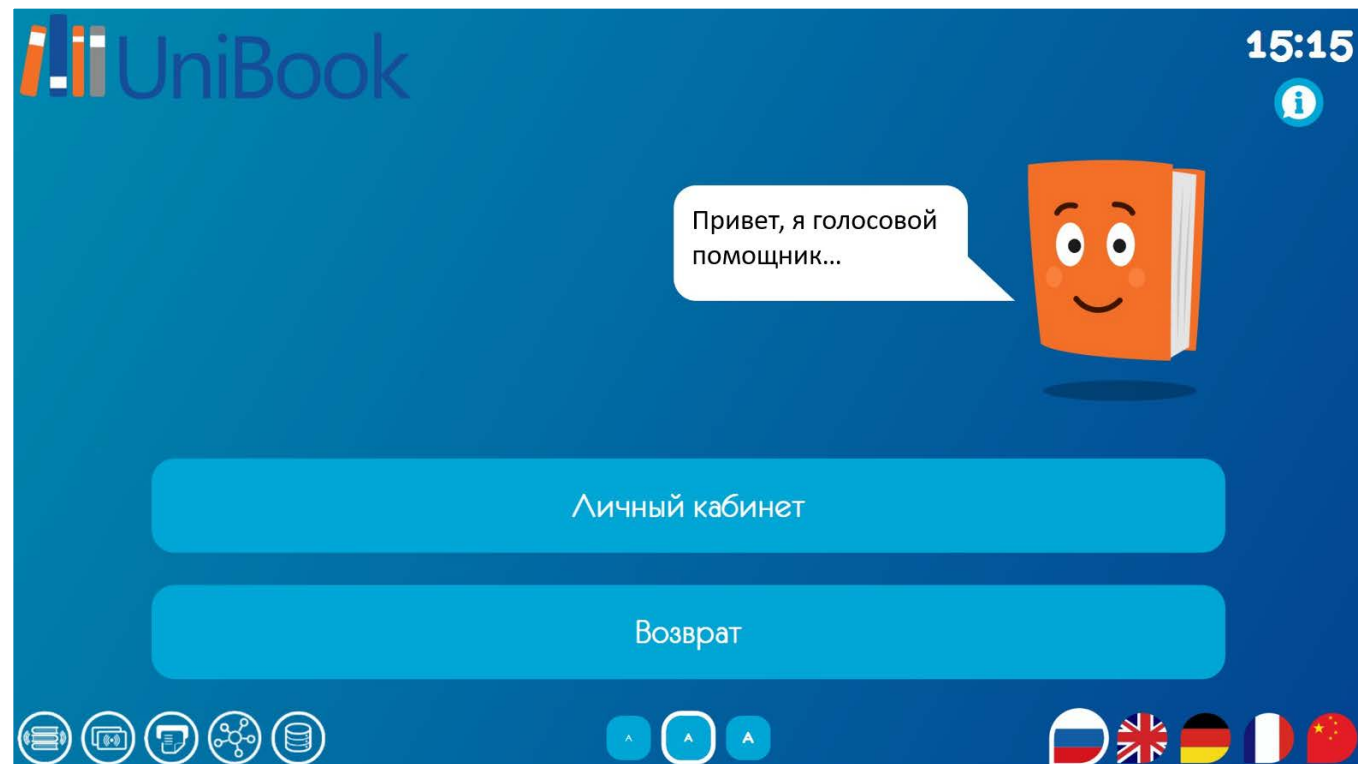 UniBook
15:15
i
Привет, я голосовой
помощник...
Личный кабинет
Возврат
A A A